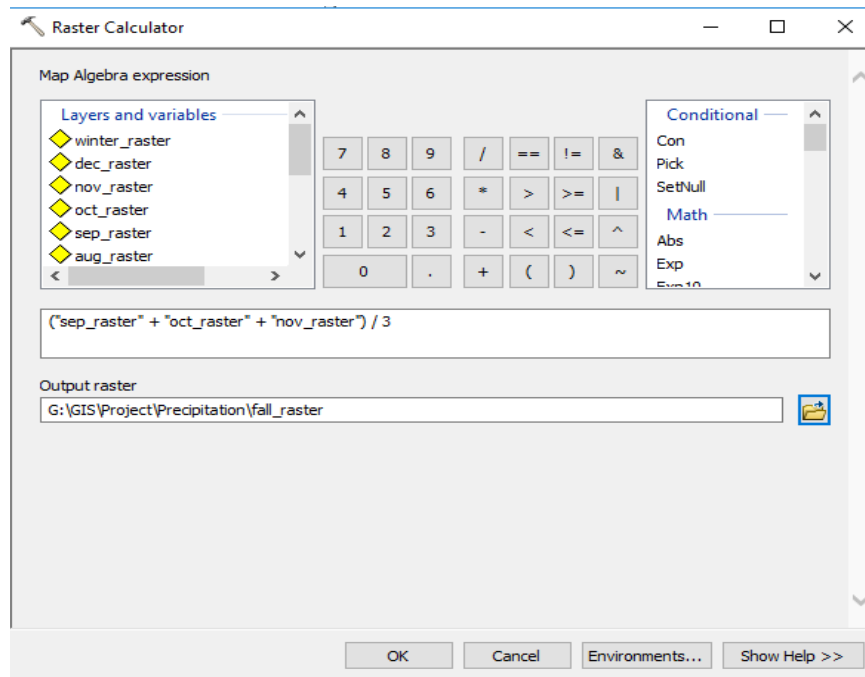 Raster Calculator
Map Algebra expression
Layers and variables
winter_raster
dec_raster
nov_raster
oct_raster
sep_raster
aug_raster
7 8 9 / == != &
4 5 6 * > >= |
1 2 3 - < <= ^
0 . + ( ) ~
Conditional
Con
Pick
SetNull
Math
Abs
Exp
Exp10
("sep_raster" + "oct_raster" + "nov_raster") / 3
Output raster
G:\GIS\Project\Precipitation\fall_raster
OK Cancel Environments... Show Help >>